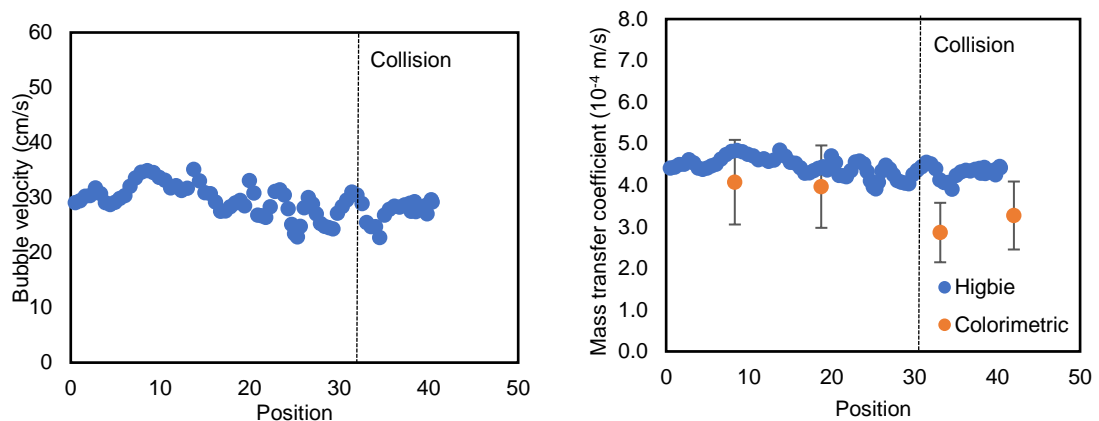 60
50
40
30
20
10
0
Bubble velocity (cm/s)
Collision
0 10 20 30 40 50
Position
8.0
7.0
6.0
5.0
4.0
3.0
2.0
1.0
0.0
Mass transfer coefficient (10⁻⁴ m/s)
Collision
Higbie
Colorimetric
0 10 20 30 40 50
Position